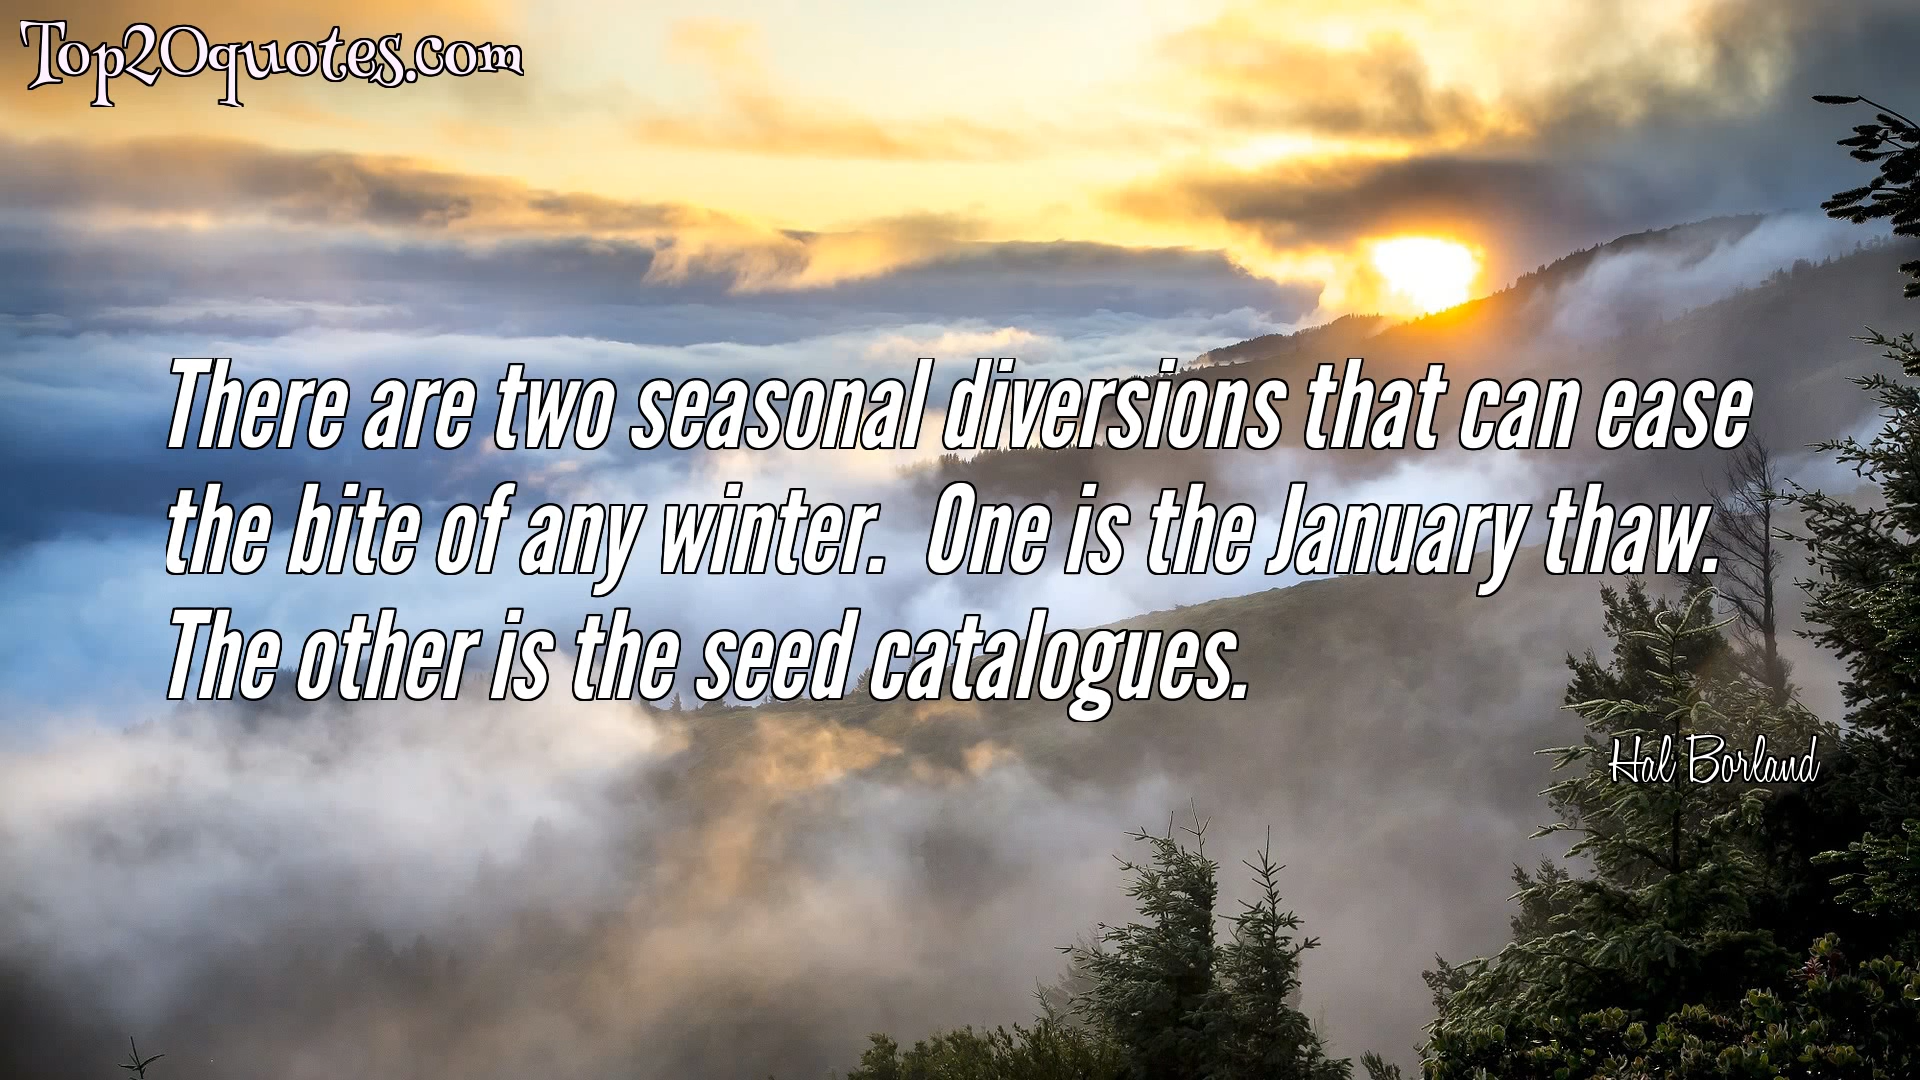 Top20quotes.com
There are two seasonal diversions that can ease
the bite of any winter.  One is the January thaw.
The other is the seed catalogues.
Hal Borland